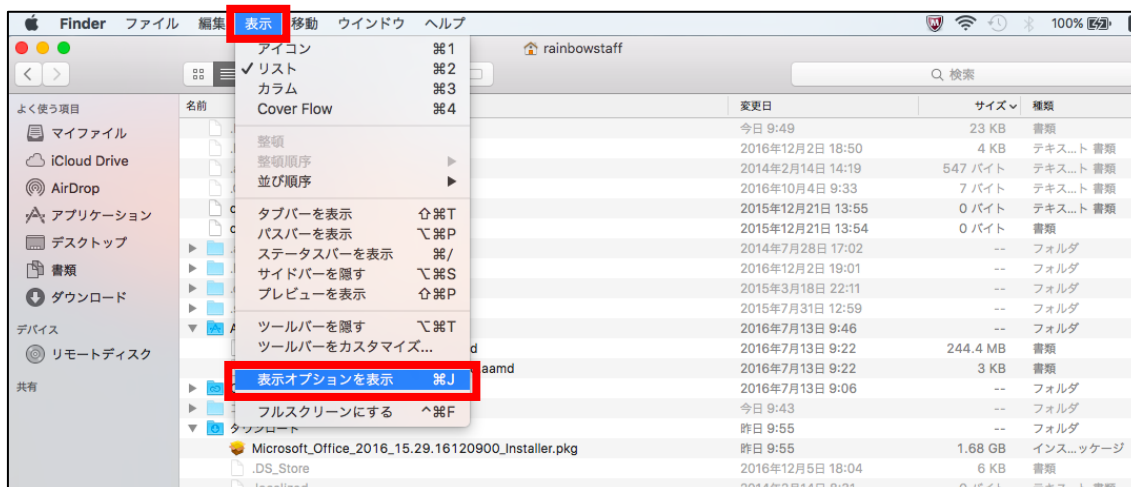 Finder ファイル 編集 表示 移動 ウインドウ ヘルプ 100%
rainbowstaff
検索
アイコン ⌘1
✓ リスト ⌘2
カラム ⌘3
Cover Flow ⌘4
整頓
整頓順序 ▶
並び順序 ▶
タブバーを表示 ⇧⌘T
パスバーを表示 ⌥⌘P
ステータスバーを表示 ⌘/
サイドバーを隠す ⌥⌘S
プレビューを表示 ⇧⌘P
ツールバーを隠す ⌥⌘T
ツールバーをカスタマイズ...
表示オプションを表示 ⌘J
フルスクリーンにする ^⌘F
よく使う項目
マイファイル
iCloud Drive
AirDrop
アプリケーション
デスクトップ
書類
ダウンロード
デバイス
リモートディスク
共有
名前 変更日 サイズ 種類
今日 9:49 23 KB 書類
2016年12月2日 18:50 4 KB テキス...ト 書類
2014年2月14日 14:19 547 バイト テキス...ト 書類
2016年10月4日 9:33 7 バイト テキス...ト 書類
2015年12月21日 13:55 0 バイト テキス...ト 書類
2015年12月21日 13:54 0 バイト 書類
2014年7月28日 17:02 -- フォルダ
2016年12月2日 19:01 -- フォルダ
2015年3月18日 22:11 -- フォルダ
2015年7月31日 12:59 -- フォルダ
2016年7月13日 9:46 -- フォルダ
2016年7月13日 9:22 244.4 MB 書類
.aamd 2016年7月13日 9:22 3 KB 書類
2016年7月13日 9:06 -- フォルダ
今日 9:43 -- フォルダ
ダウンロード 昨日 9:55 -- フォルダ
Microsoft_Office_2016_15.29.16120900_Installer.pkg 昨日 9:55 1.68 GB インス...ッケージ
.DS_Store 2016年12月5日 18:04 6 KB 書類